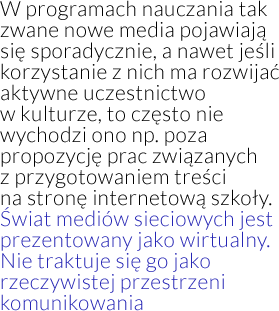 W programach nauczania tak
zwane nowe media pojawiają
się sporadycznie, a nawet jeśli
korzystanie z nich ma rozwijać
aktywne uczestnictwo
w kulturze, to często nie
wychodzi ono np. poza
propozycję prac związanych
z przygotowaniem treści
na stronę internetową szkoły.
Świat mediów sieciowych jest
prezentowany jako wirtualny.
Nie traktuje się go jako
rzeczywistej przestrzeni
komunikowania